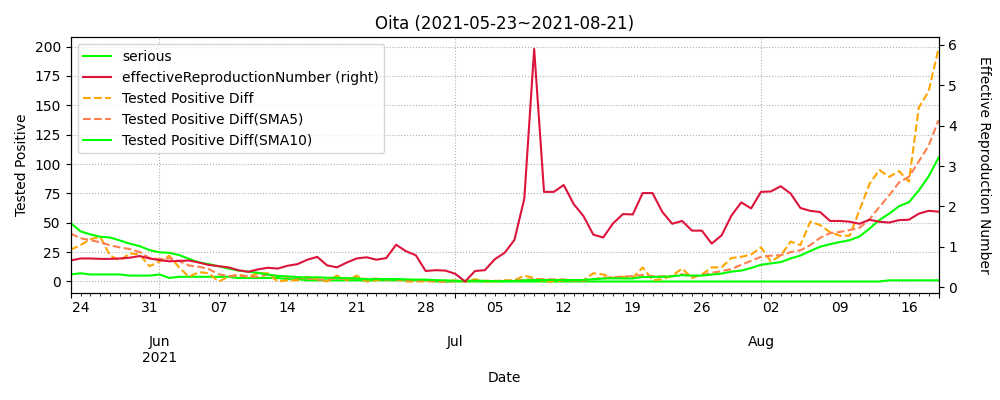 Oita (2021-05-23~2021-08-21)
serious
effectiveReproductionNumber (right)
Tested Positive Diff
Tested Positive Diff(SMA5)
Tested Positive Diff(SMA10)
Tested Positive
200
175
150
125
100
75
50
25
0
Effective Reproduction Number
6
5
4
3
2
1
0
24 31 07 14 21 28 05 12 19 26 02 09 16
Jun Jul Aug
2021
Date